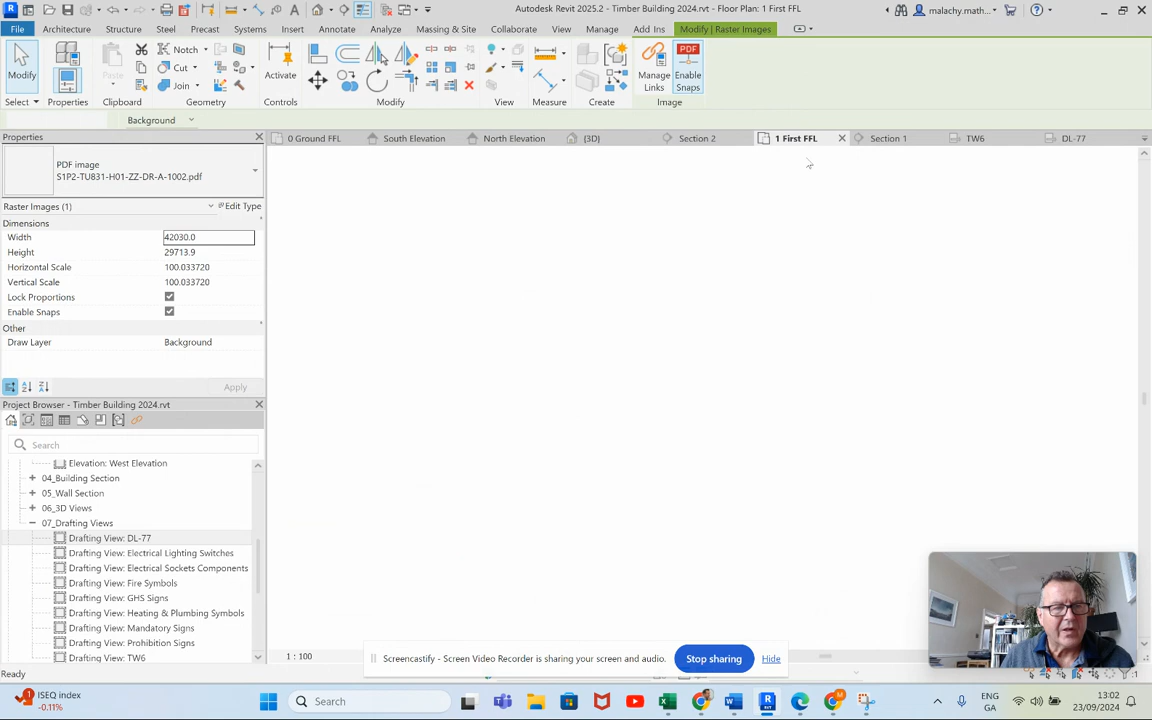 Autodesk Revit 2025.2 - Timber Building 2024.rvt - Floor Plan: 1 First FFL
malachy.math...
File Architecture Structure Steel Precast Systems Insert Annotate Analyze Massing & Site Collaborate View Manage Add Ins Modify | Raster Images
Modify
Properties
Paste
Notch
Cut
Join
Activate
Manage
Links
PDF
Enable
Snaps
Select Properties Clipboard Geometry Controls Modify View Measure Create Image
Background
Properties
0 Ground FFL South Elevation North Elevation (3D) Section 2 1 First FFL Section 1 TW6 DL-77
PDF image
S1P2-TU831-H01-ZZ-DR-A-1002.pdf
Raster Images (1) Edit Type
Dimensions
Width 42030.0
Height 29713.9
Horizontal Scale 100.033720
Vertical Scale 100.033720
Lock Proportions
Enable Snaps
Other
Draw Layer Background
Apply
Project Browser - Timber Building 2024.rvt
Search
Elevation: West Elevation
04_Building Section
05_Wall Section
06_3D Views
07_Drafting Views
Drafting View: DL-77
Drafting View: Electrical Lighting Switches
Drafting View: Electrical Sockets Components
Drafting View: Fire Symbols
Drafting View: GHS Signs
Drafting View: Heating & Plumbing Symbols
Drafting View: Mandatory Signs
Drafting View: Prohibition Signs
Drafting View: TW6
1 : 100
Screencastify - Screen Video Recorder is sharing your screen and audio. Stop sharing Hide
Ready
ISEQ index
-0.11%
Search
ENG
GA
13:02
23/09/2024